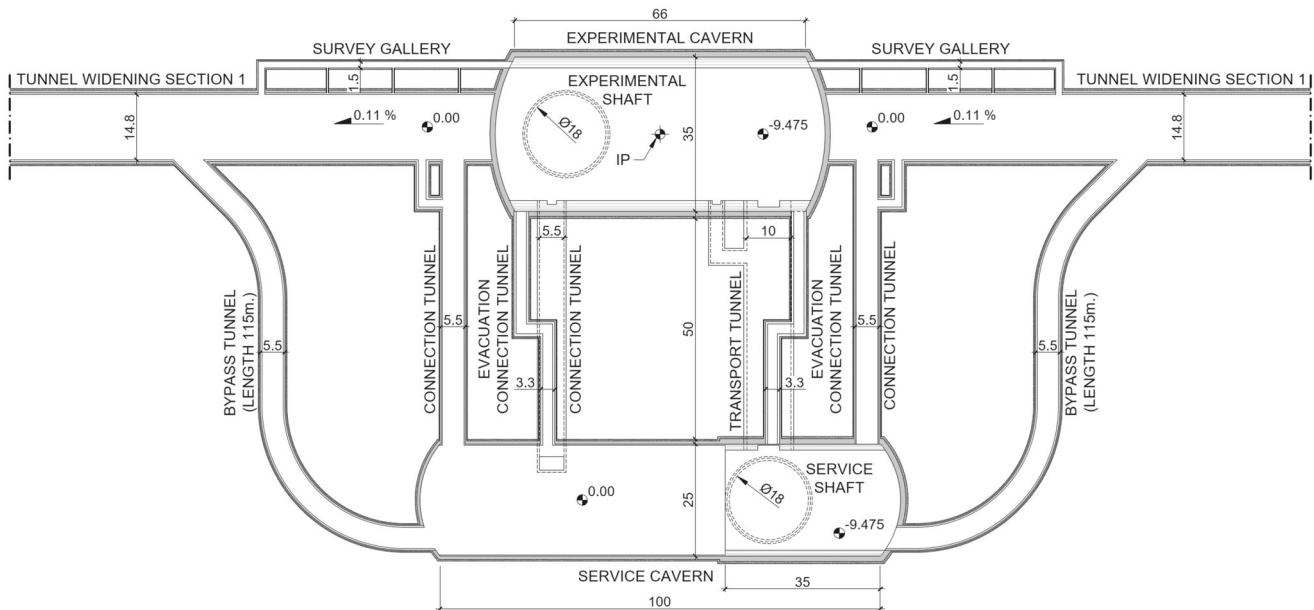 66
EXPERIMENTAL CAVERN
SURVEY GALLERY
SURVEY GALLERY
TUNNEL WIDENING SECTION 1
TUNNEL WIDENING SECTION 1
1.5
1.5
EXPERIMENTAL
SHAFT
14.8
0.11 %
0.00
Ø18
IP
35
-9.475
0.00
0.11 %
14.8
5.5
10
BYPASS TUNNEL
(LENGTH 115m.)
5.5
CONNECTION TUNNEL
5.5
EVACUATION
CONNECTION TUNNEL
3.3
CONNECTION TUNNEL
50
TRANSPORT TUNNEL
3.3
EVACUATION
CONNECTION TUNNEL
5.5
CONNECTION TUNNEL
5.5
BYPASS TUNNEL
(LENGTH 115m.)
0.00
25
Ø18
SERVICE
SHAFT
-9.475
SERVICE CAVERN
35
100